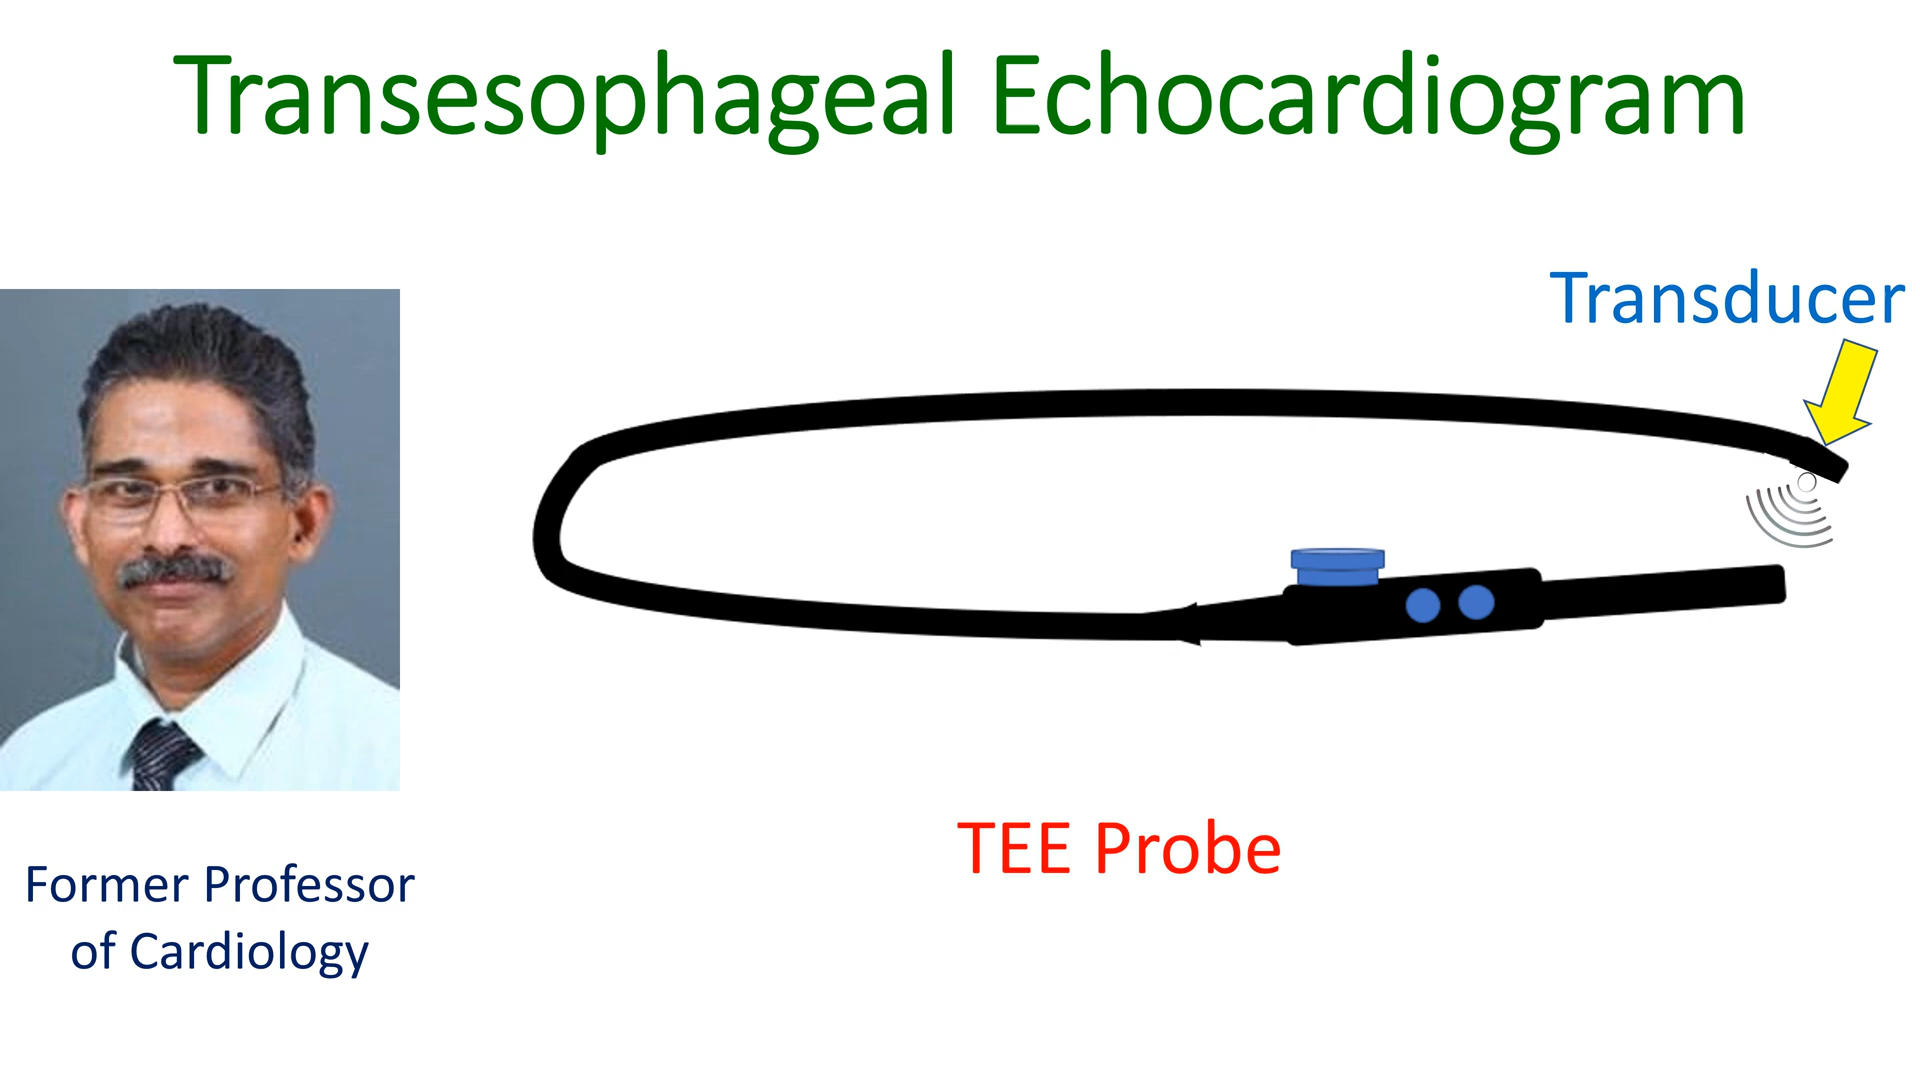 Transesophageal Echocardiogram
Transducer
TEE Probe
Former Professor
of Cardiology